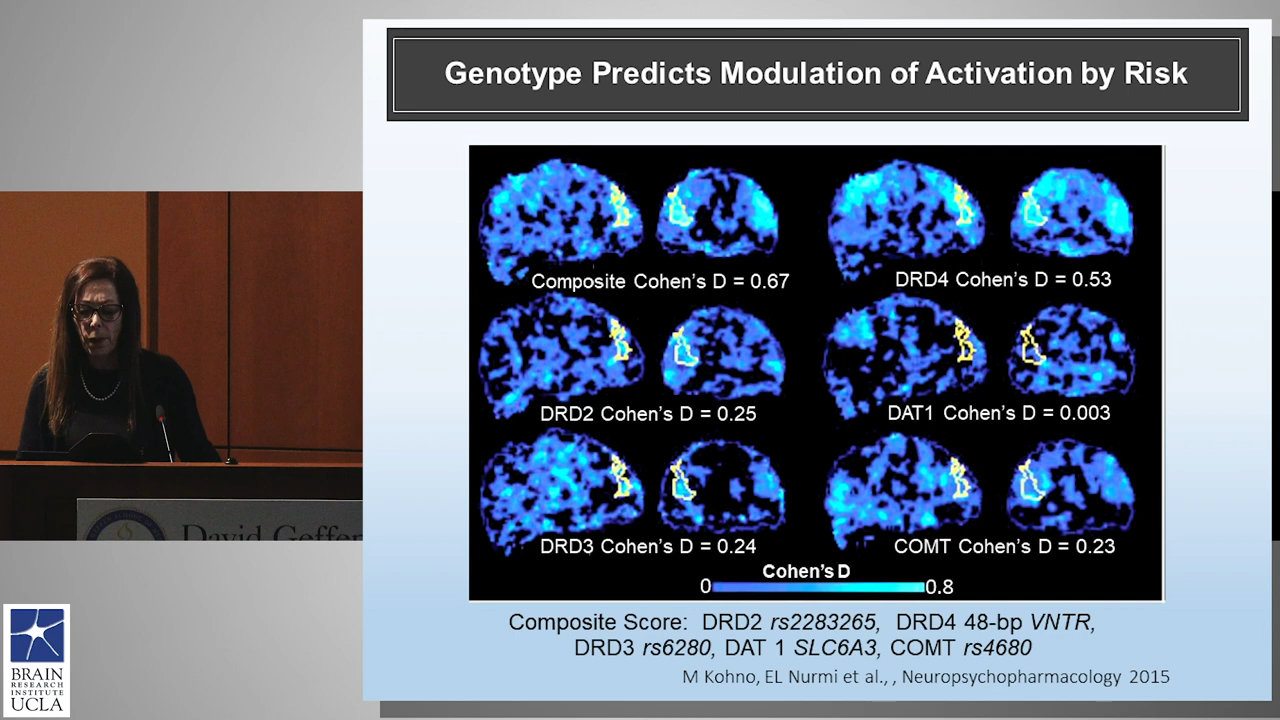 Genotype Predicts Modulation of Activation by Risk
Composite Cohen's D = 0.67
DRD4 Cohen's D = 0.53
DRD2 Cohen's D = 0.25
DAT1 Cohen's D = 0.003
DRD3 Cohen's D = 0.24
COMT Cohen's D = 0.23
Cohen's D
0
0.8
Composite Score: DRD2 rs2283265, DRD4 48-bp VNTR,
DRD3 rs6280, DAT 1 SLC6A3, COMT rs4680
M Kohno, EL Nurmi et al., , Neuropsychopharmacology 2015
David Geffen
BRAIN
RESEARCH
INSTITUTE
UCLA